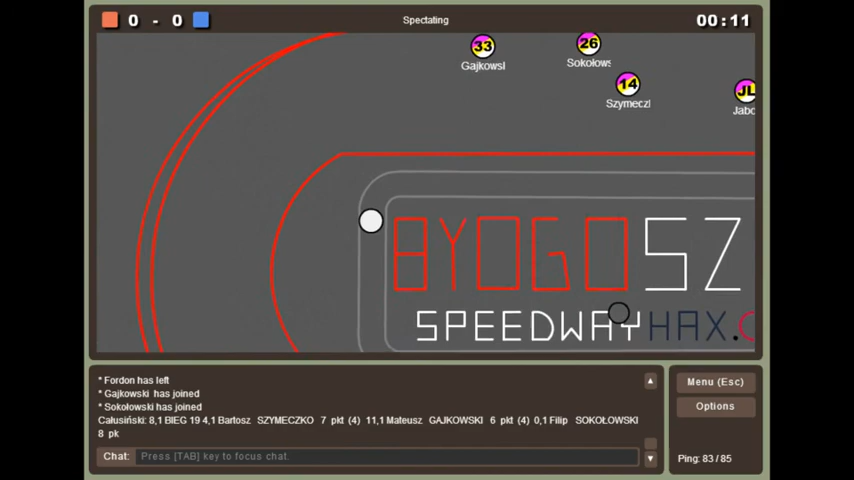 0 - 0
Spectating
00:11
33
Gajkowsl
26
Sokołows
14
Szymeczl
JL
Jabc
BYDGOSZ
SPEEDWAYHAX.
* Fordon has left
* Gajkowski has joined
* Sokołowski has joined
Całusiński: 8,1 BIEG 19 4,1 Bartosz SZYMECZKO 7 pkt (4) 11,1 Mateusz GAJKOWSKI 6 pkt (4) 0,1 Filip SOKOŁOWSKI
8 pk
Chat: Press [TAB] key to focus chat.
Menu (Esc)
Options
Ping: 83 / 85